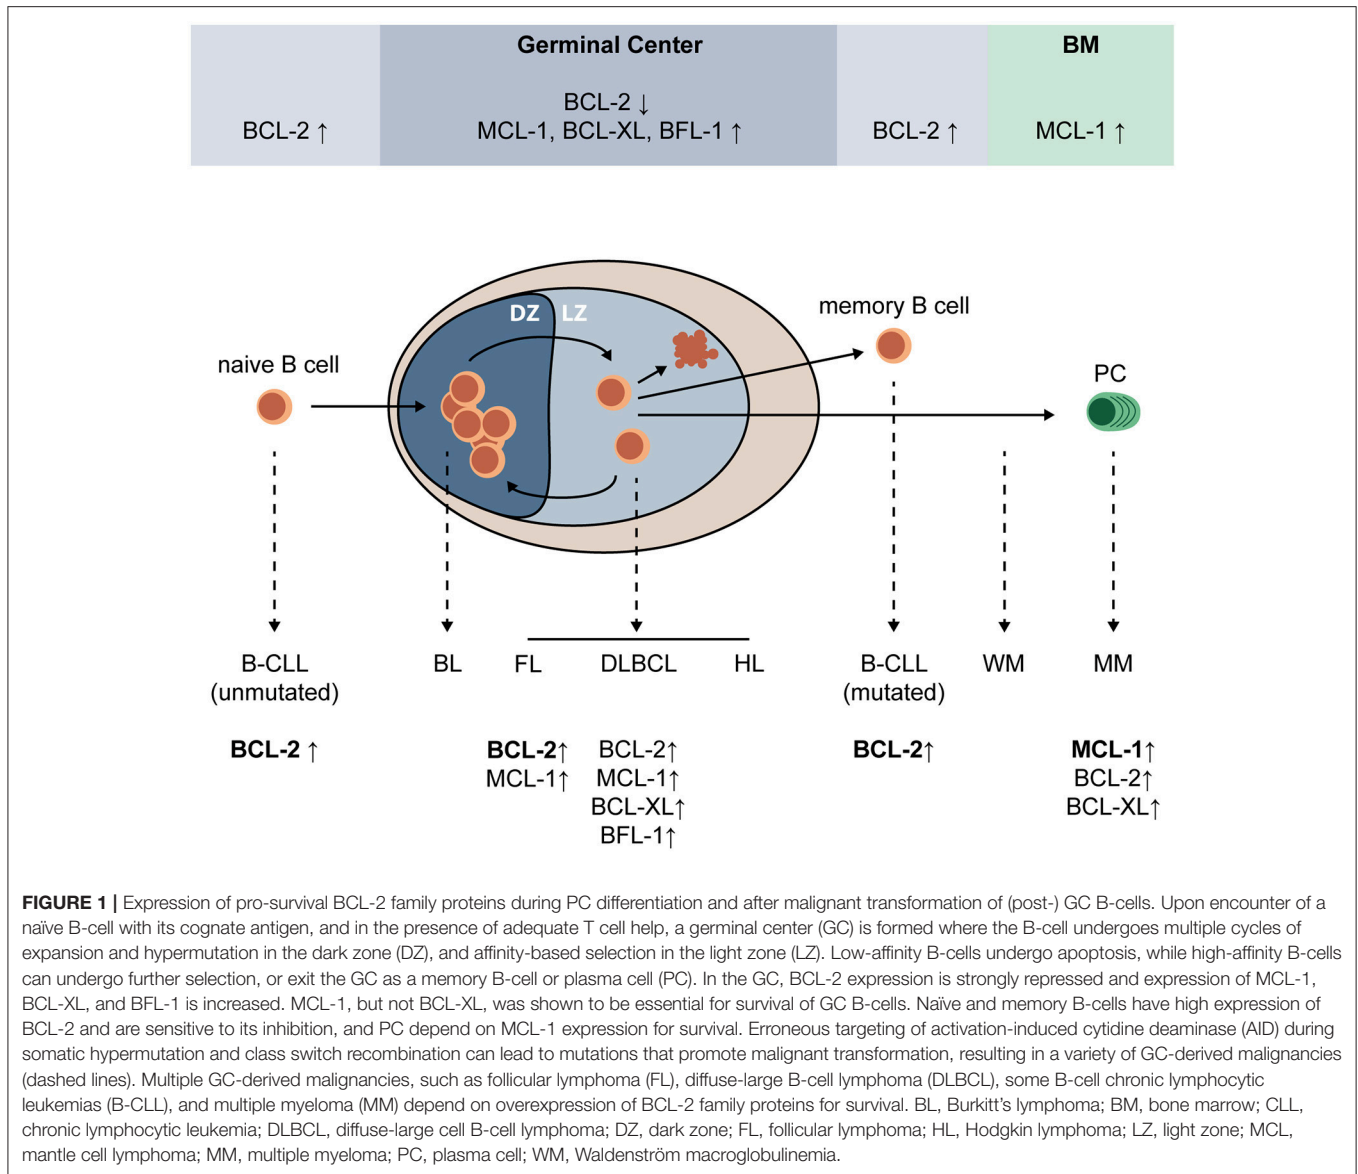 Germinal Center
BM
BCL-2 ↓
BCL-2 ↑
MCL-1, BCL-XL, BFL-1 ↑
BCL-2 ↑
MCL-1 ↑
DZ
LZ
memory B cell
naive B cell
PC
B-CLL
(unmutated)
BL
FL
DLBCL
HL
B-CLL
(mutated)
WM
MM
BCL-2 ↑
BCL-2↑
MCL-1↑
BCL-2↑
MCL-1↑
BCL-XL↑
BFL-1↑
BCL-2↑
MCL-1↑
BCL-2↑
BCL-XL↑
FIGURE 1 | Expression of pro-survival BCL-2 family proteins during PC differentiation and after malignant transformation of (post-) GC B-cells. Upon encounter of a
naïve B-cell with its cognate antigen, and in the presence of adequate T cell help, a germinal center (GC) is formed where the B-cell undergoes multiple cycles of
expansion and hypermutation in the dark zone (DZ), and affinity-based selection in the light zone (LZ). Low-affinity B-cells undergo apoptosis, while high-affinity B-cells
can undergo further selection, or exit the GC as a memory B-cell or plasma cell (PC). In the GC, BCL-2 expression is strongly repressed and expression of MCL-1,
BCL-XL, and BFL-1 is increased. MCL-1, but not BCL-XL, was shown to be essential for survival of GC B-cells. Naïve and memory B-cells have high expression of
BCL-2 and are sensitive to its inhibition, and PC depend on MCL-1 expression for survival. Erroneous targeting of activation-induced cytidine deaminase (AID) during
somatic hypermutation and class switch recombination can lead to mutations that promote malignant transformation, resulting in a variety of GC-derived malignancies
(dashed lines). Multiple GC-derived malignancies, such as follicular lymphoma (FL), diffuse-large B-cell lymphoma (DLBCL), some B-cell chronic lymphocytic
leukemias (B-CLL), and multiple myeloma (MM) depend on overexpression of BCL-2 family proteins for survival. BL, Burkitt's lymphoma; BM, bone marrow; CLL,
chronic lymphocytic leukemia; DLBCL, diffuse-large cell B-cell lymphoma; DZ, dark zone; FL, follicular lymphoma; HL, Hodgkin lymphoma; LZ, light zone; MCL,
mantle cell lymphoma; MM, multiple myeloma; PC, plasma cell; WM, Waldenström macroglobulinemia.